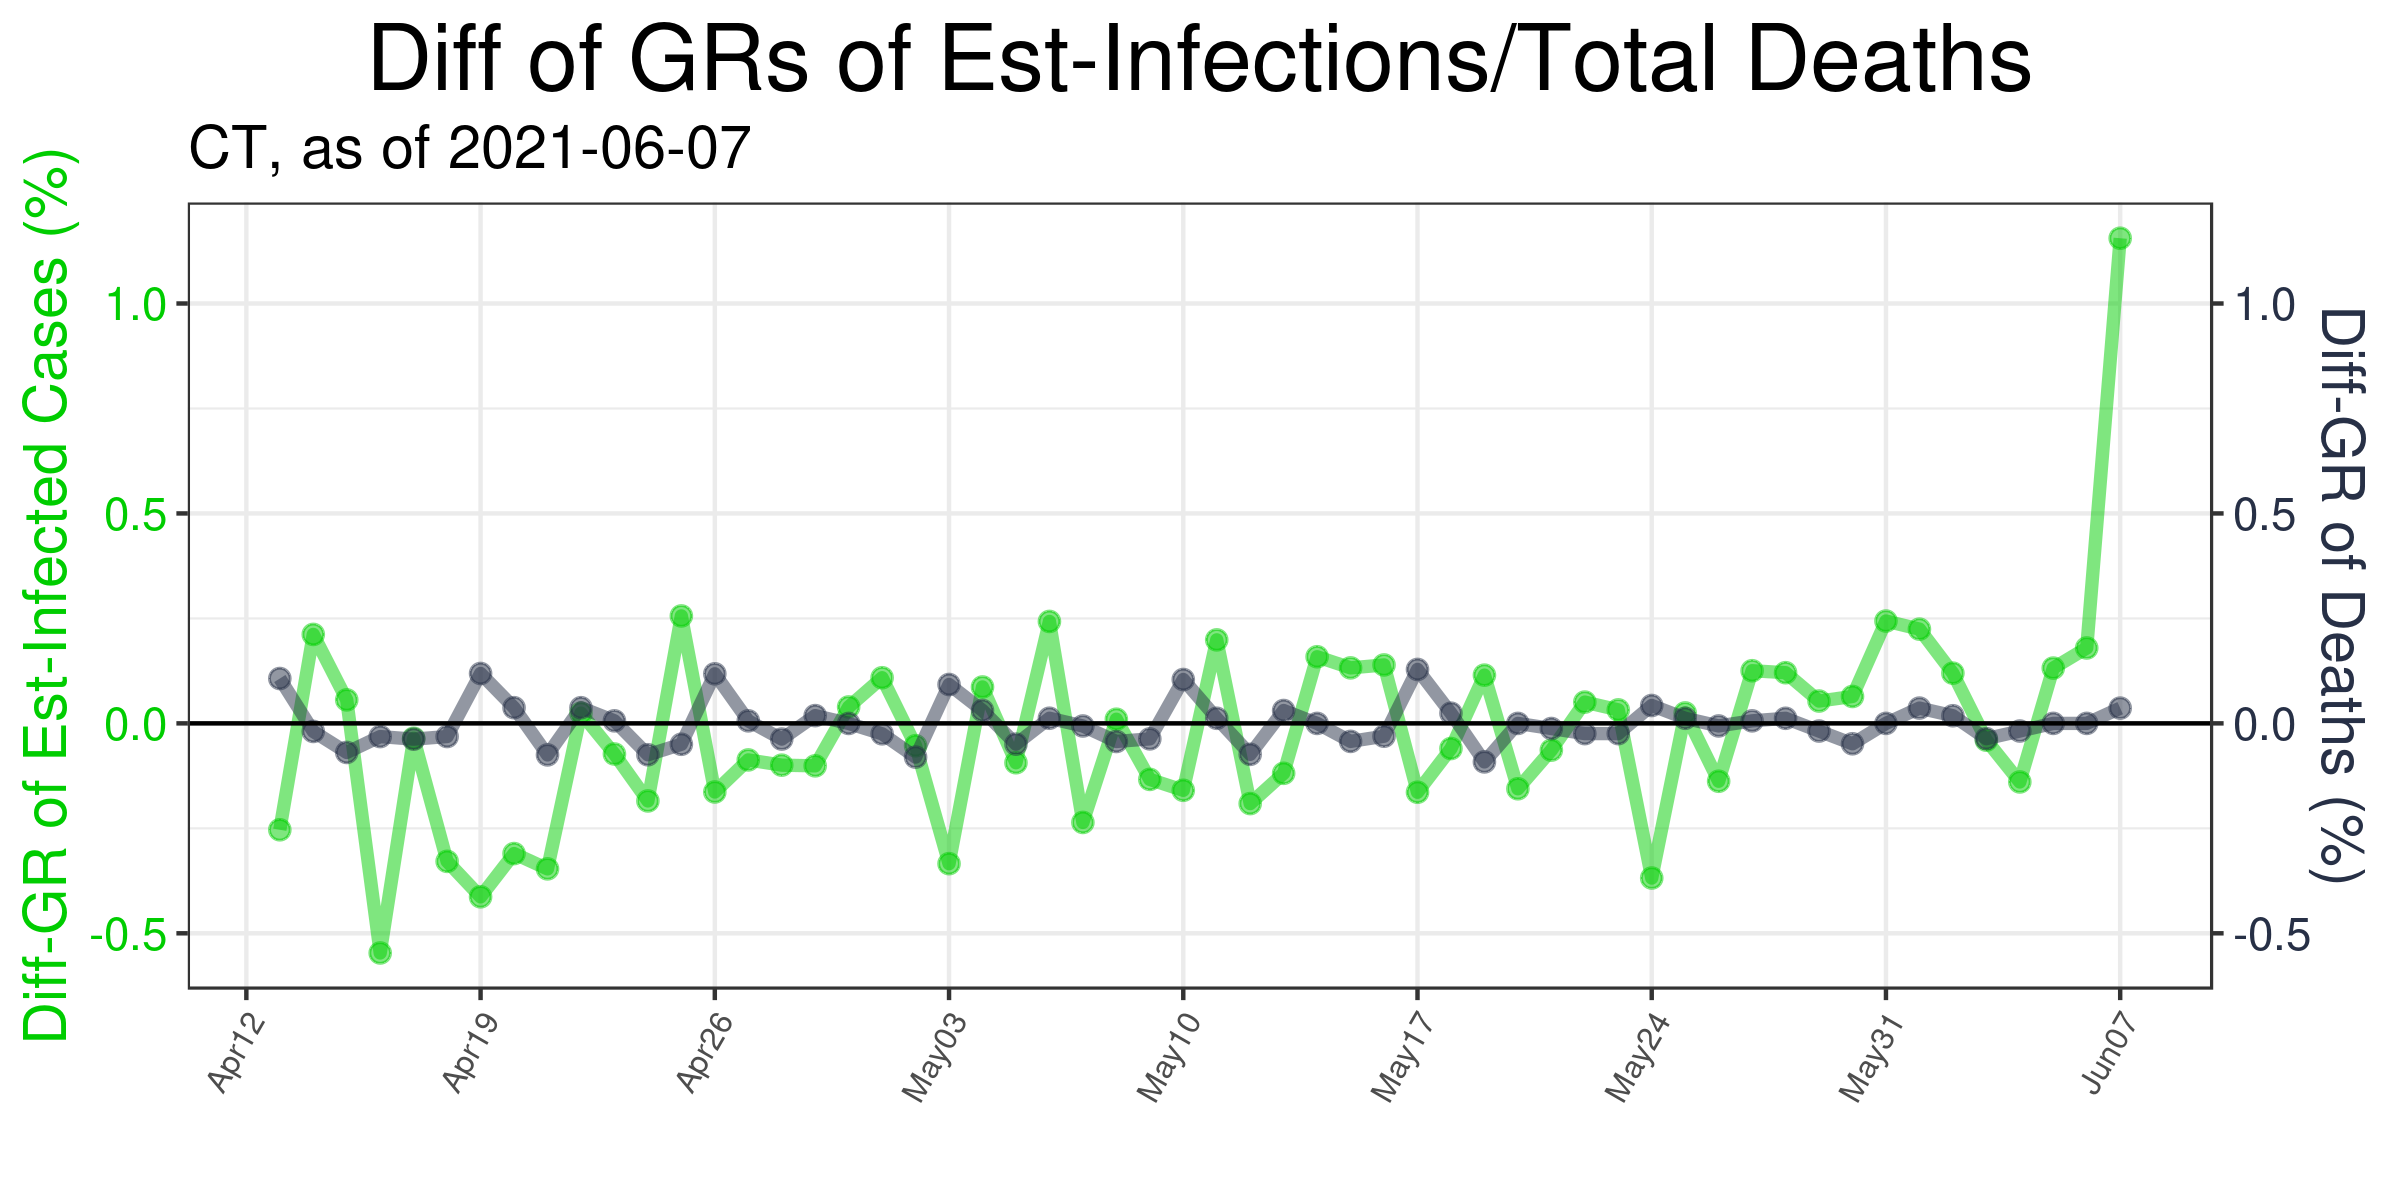 Diff of GRs of Est-Infections/Total Deaths
CT, as of 2021-06-07
Diff-GR of Est-Infected Cases (%)
1.0
0.5
0.0
-0.5
1.0
0.5
0.0
-0.5
Diff-GR of Deaths (%)
Apr12
Apr19
Apr26
May03
May10
May17
May24
May31
Jun07